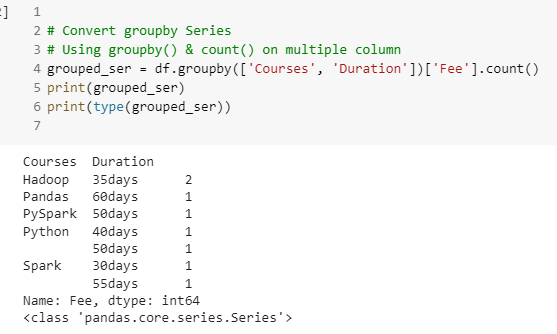 ]
1
2 # Convert groupby Series
3 # Using groupby() & count() on multiple column
4 grouped_ser = df.groupby(['Courses', 'Duration'])['Fee'].count()
5 print(grouped_ser)
6 print(type(grouped_ser))
7
Courses  Duration
Hadoop   35days      2
Pandas   60days      1
PySpark  50days      1
Python   40days      1
         50days      1
Spark    30days      1
         55days      1
Name: Fee, dtype: int64
<class 'pandas.core.series.Series'>